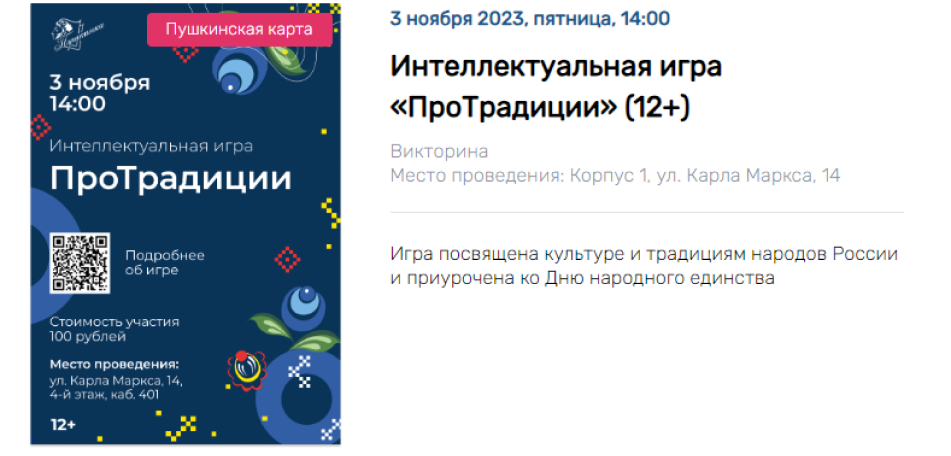 Пушкинская карта
3 ноября
14:00
Интеллектуальная игра
ПроТрадиции
Подробнее
об игре
Стоимость участия
100 рублей
Место проведения:
ул. Карла Маркса, 14,
4-й этаж, каб. 401
12+
3 ноября 2023, пятница, 14:00
Интеллектуальная игра
«ПроТрадиции» (12+)
Викторина
Место проведения: Корпус 1, ул. Карла Маркса, 14
Игра посвящена культуре и традициям народов России
и приурочена ко Дню народного единства